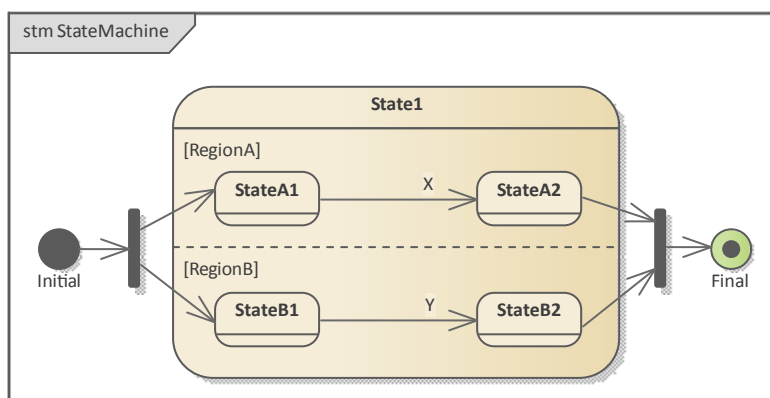 stm StateMachine
State1
[RegionA]
StateA1
X
StateA2
Initial
[RegionB]
Final
StateB1
Y
StateB2